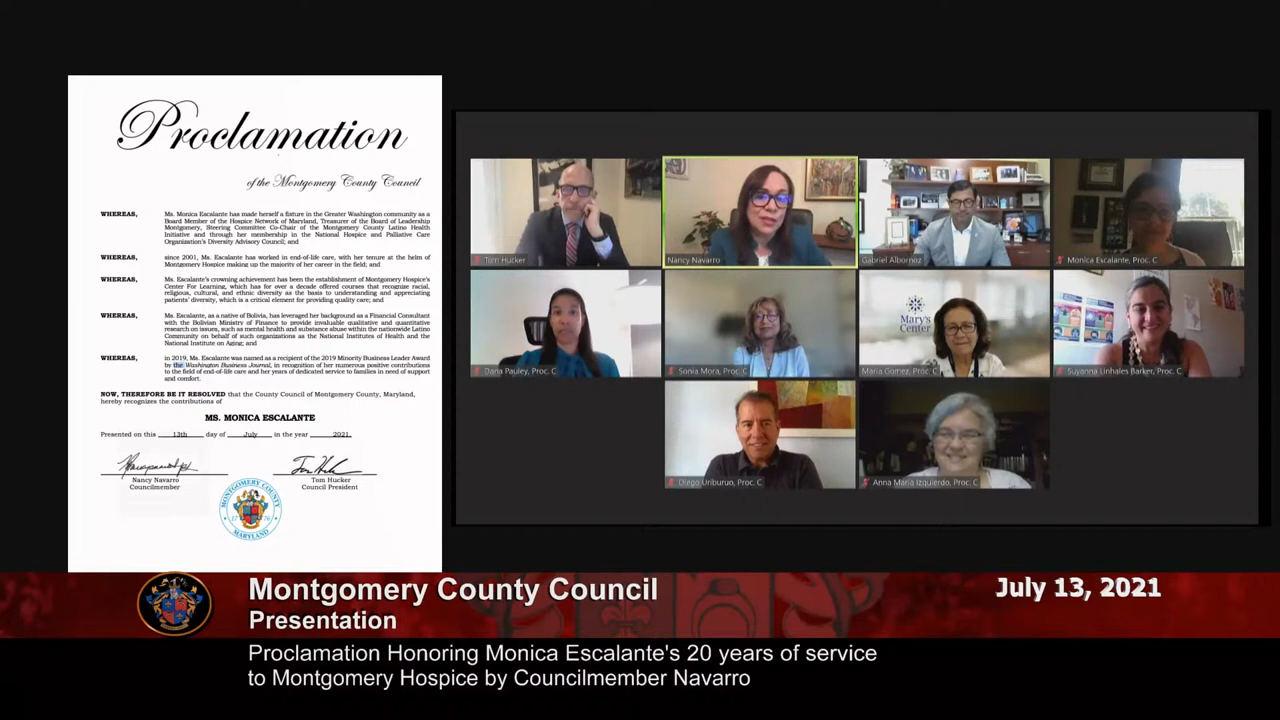 Proclamation
of the Montgomery County Council
WHEREAS, Ms. Monica Escalante has made herself a fixture in the Greater Washington community as a
Board Member of the Hospice Network of Maryland, Treasurer of the Board of Leadership
Montgomery, Steering Committee Co-Chair of the Montgomery County Latino Health
Initiative and through her membership in the National Hospice and Palliative Care
Organization's Diversity Advisory Council; and
WHEREAS, since 2001, Ms. Escalante has worked in end-of-life care, with her tenure at the helm of
Montgomery Hospice making up the majority of her career in the field; and
WHEREAS, Ms. Escalante's crowning achievement has been the establishment of Montgomery Hospice's
Center For Learning, which has for over a decade offered courses that recognize racial,
religious, cultural, and ethnic diversity as the basis to understanding and appreciating
patients' diversity, which is a critical element for providing quality care; and
WHEREAS, Ms. Escalante, as a native of Bolivia, has leveraged her background as a Financial Consultant
with the Bolivian Ministry of Finance to provide invaluable qualitative and quantitative
research on issues, such as mental health and substance abuse within the nationwide Latino
Community on behalf of such organizations as the National Institutes of Health and the
National Institute on Aging; and
WHEREAS, in 2019, Ms. Escalante was named as a recipient of the 2019 Minority Business Leader Award
by the Washington Business Journal, in recognition of her numerous positive contributions
to the field of end-of-life care and her years of dedicated service to families in need of support
and comfort.
NOW, THEREFORE BE IT RESOLVED that the County Council of Montgomery County, Maryland,
hereby recognizes the contributions of
MS. MONICA ESCALANTE
Presented on this 13th day of July in the year 2021.
Nancy Navarro
Councilmember
Tom Hucker
Council President
MONTGOMERY COUNTY
17 76
MARYLAND
Tom Hucker
Nancy Navarro
Gabriel Albornoz
Monica Escalante, Proc. C
Dana Pauley, Proc. C
Sonia Mora, Proc. C
Mary's
Center
Maria Gomez, Proc. C
Suyanna Linhales Barker, Proc. C
Diego Uriburuo, Proc. C
Anna Maria Izquierdo, Proc. C
Montgomery County Council
July 13, 2021
Presentation
Proclamation Honoring Monica Escalante's 20 years of service
to Montgomery Hospice by Councilmember Navarro